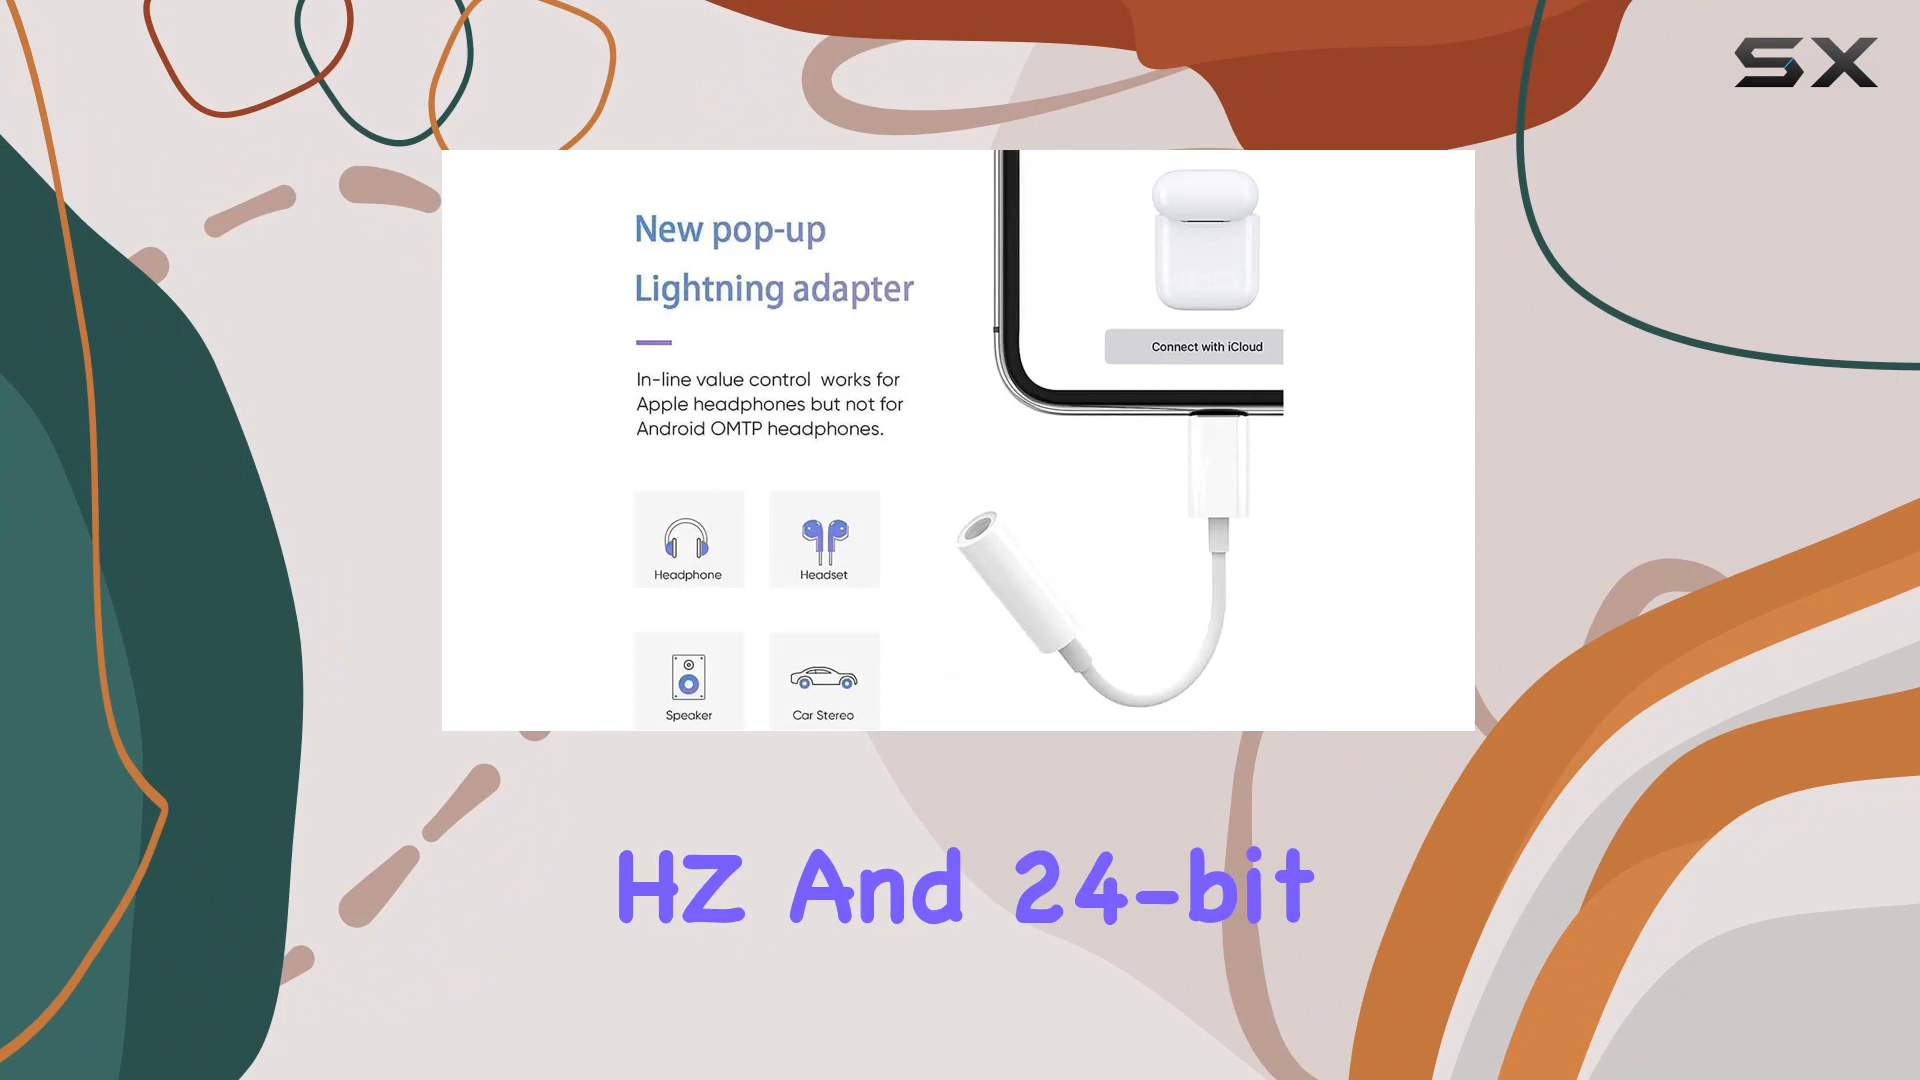 SX
New pop-up
Lightning adapter
In-line value control works for
Apple headphones but not for
Android OMTP headphones.
Connect with iCloud
Headphone
Headset
Speaker
Car Stereo
HZ And 24-bit